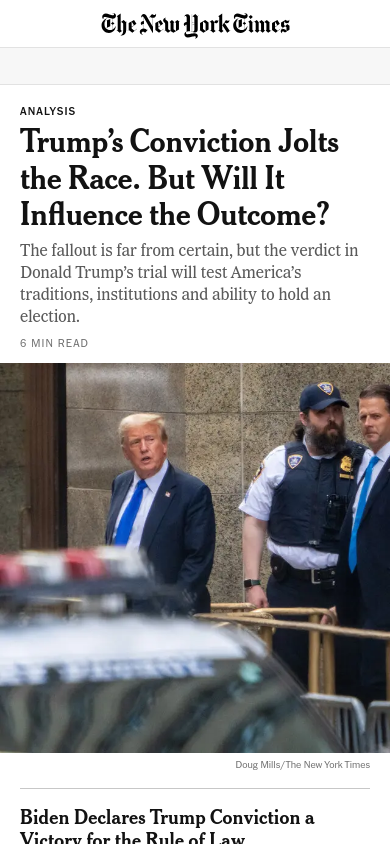 The New York Times
ANALYSIS
Trump’s Conviction Jolts
the Race. But Will It
Influence the Outcome?
The fallout is far from certain, but the verdict in
Donald Trump’s trial will test America’s
traditions, institutions and ability to hold an
election.
6 MIN READ
Doug Mills/The New York Times
Biden Declares Trump Conviction a
Victory for the Rule of Law